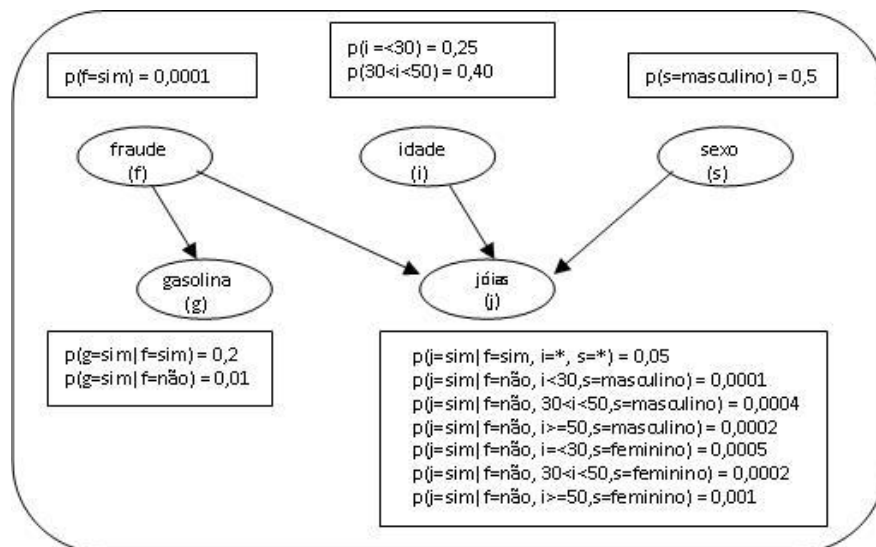 p(f=sim) = 0,0001
p(i =<30) = 0,25
p(30<i<50) = 0,40
p(s=masculino) = 0,5
fraude
(f)
idade
(i)
sexo
(s)
gasolina
(g)
jóias
(j)
p(g=sim|f=sim) = 0,2
p(g=sim|f=não) = 0,01
p(j=sim|f=sim, i=*, s=*) = 0,05
p(j=sim|f=não, i<30,s=masculino) = 0,0001
p(j=sim|f=não, 30<i<50,s=masculino) = 0,0004
p(j=sim|f=não, i>=50,s=masculino) = 0,0002
p(j=sim|f=não, i=<30,s=feminino) = 0,0005
p(j=sim|f=não, 30<i<50,s=feminino) = 0,0002
p(j=sim|f=não, i>=50,s=feminino) = 0,001